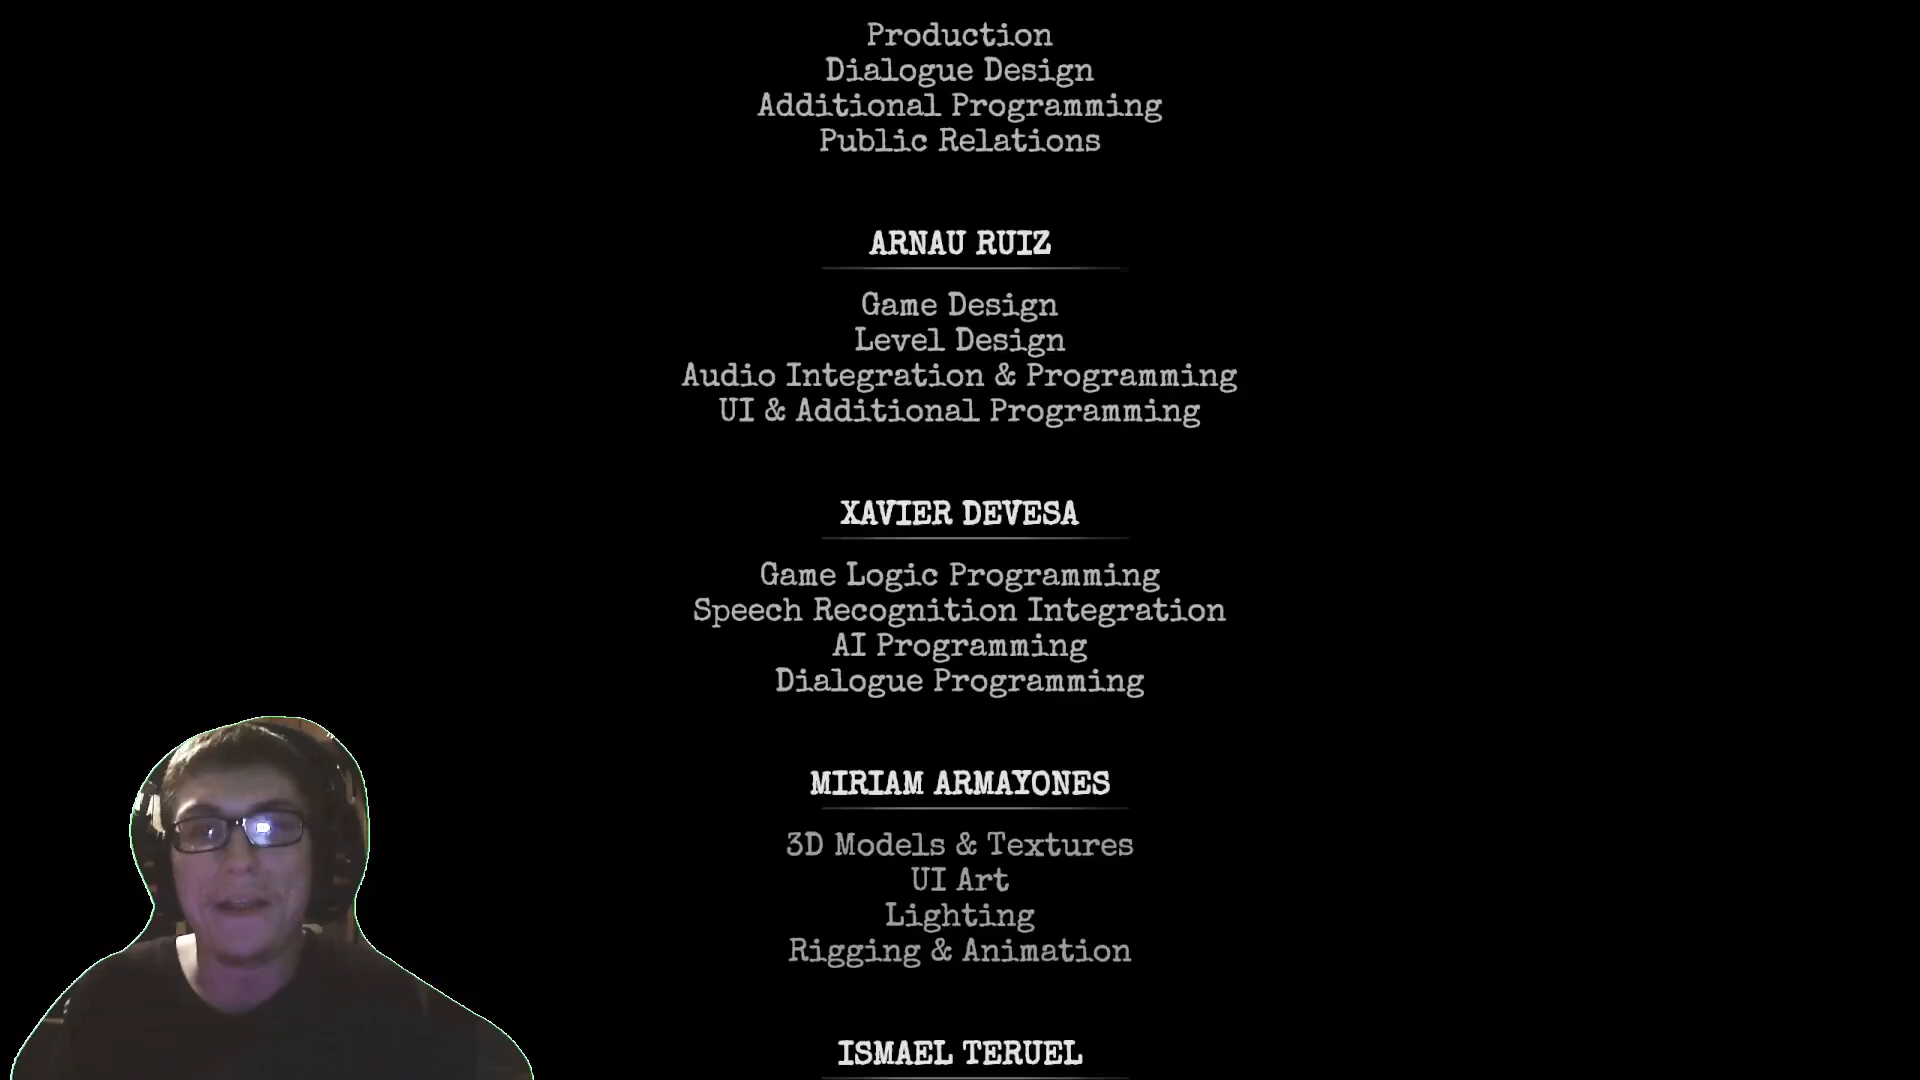 Production
Dialogue Design
Additional Programming
Public Relations
ARNAU RUIZ
Game Design
Level Design
Audio Integration & Programming
UI & Additional Programming
XAVIER DEVESA
Game Logic Programming
Speech Recognition Integration
AI Programming
Dialogue Programming
MIRIAM ARMAYONES
3D Models & Textures
UI Art
Lighting
Rigging & Animation
ISMAEL TERUEL